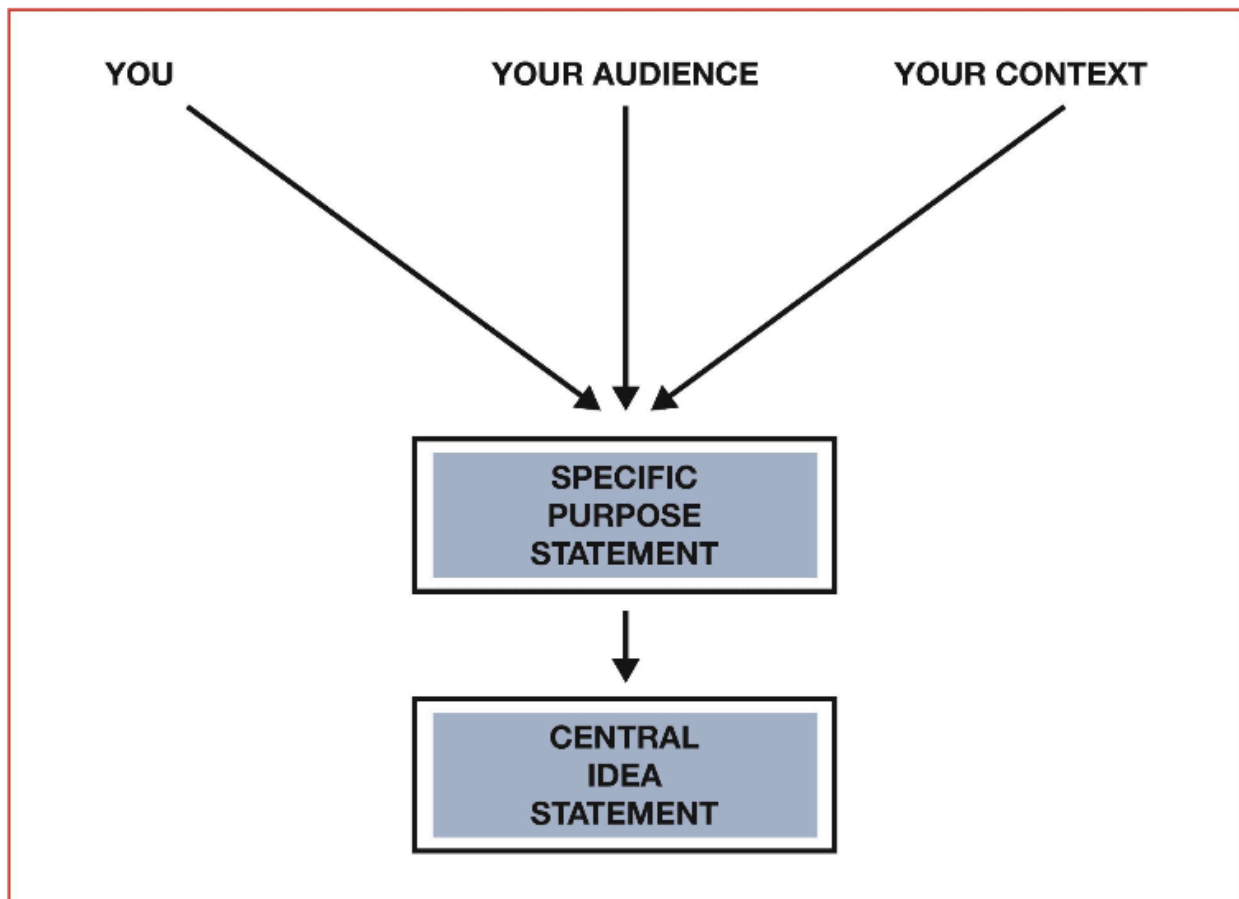 YOU
YOUR AUDIENCE
YOUR CONTEXT
SPECIFIC
PURPOSE
STATEMENT
CENTRAL
IDEA
STATEMENT